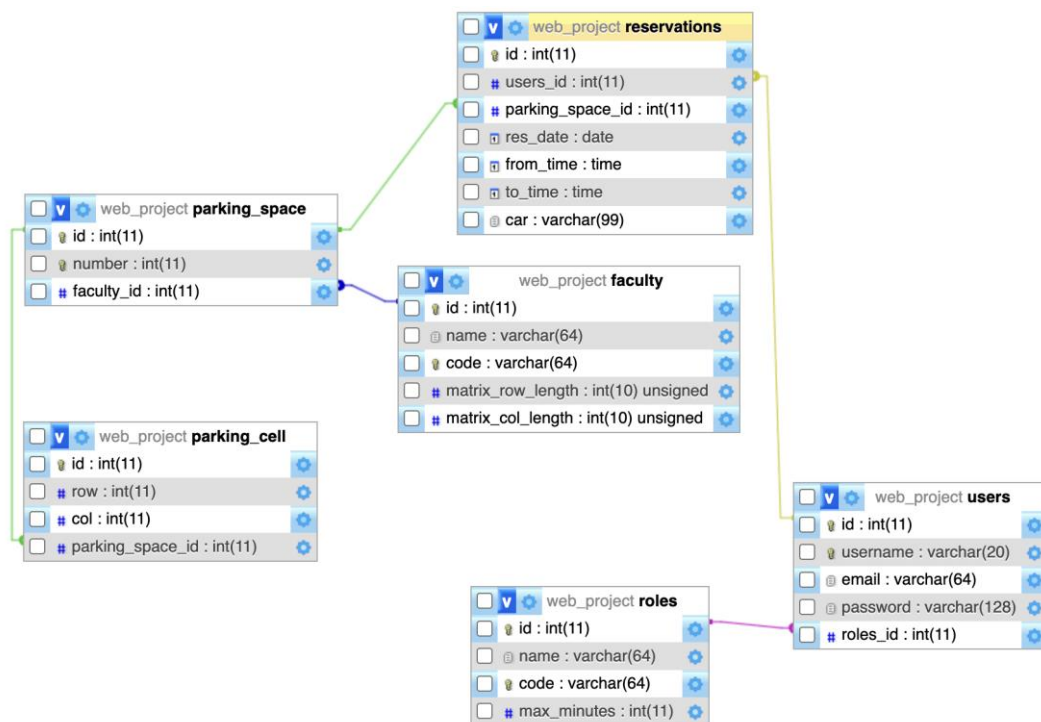 v web_project reservations
id : int(11)
# users_id : int(11)
# parking_space_id : int(11)
res_date : date
from_time : time
to_time : time
car : varchar(99)
v web_project parking_space
id : int(11)
number : int(11)
# faculty_id : int(11)
v web_project faculty
id : int(11)
name : varchar(64)
code : varchar(64)
# matrix_row_length : int(10) unsigned
# matrix_col_length : int(10) unsigned
v web_project parking_cell
id : int(11)
# row : int(11)
# col : int(11)
# parking_space_id : int(11)
v web_project users
id : int(11)
username : varchar(20)
email : varchar(64)
password : varchar(128)
# roles_id : int(11)
v web_project roles
id : int(11)
name : varchar(64)
code : varchar(64)
# max_minutes : int(11)